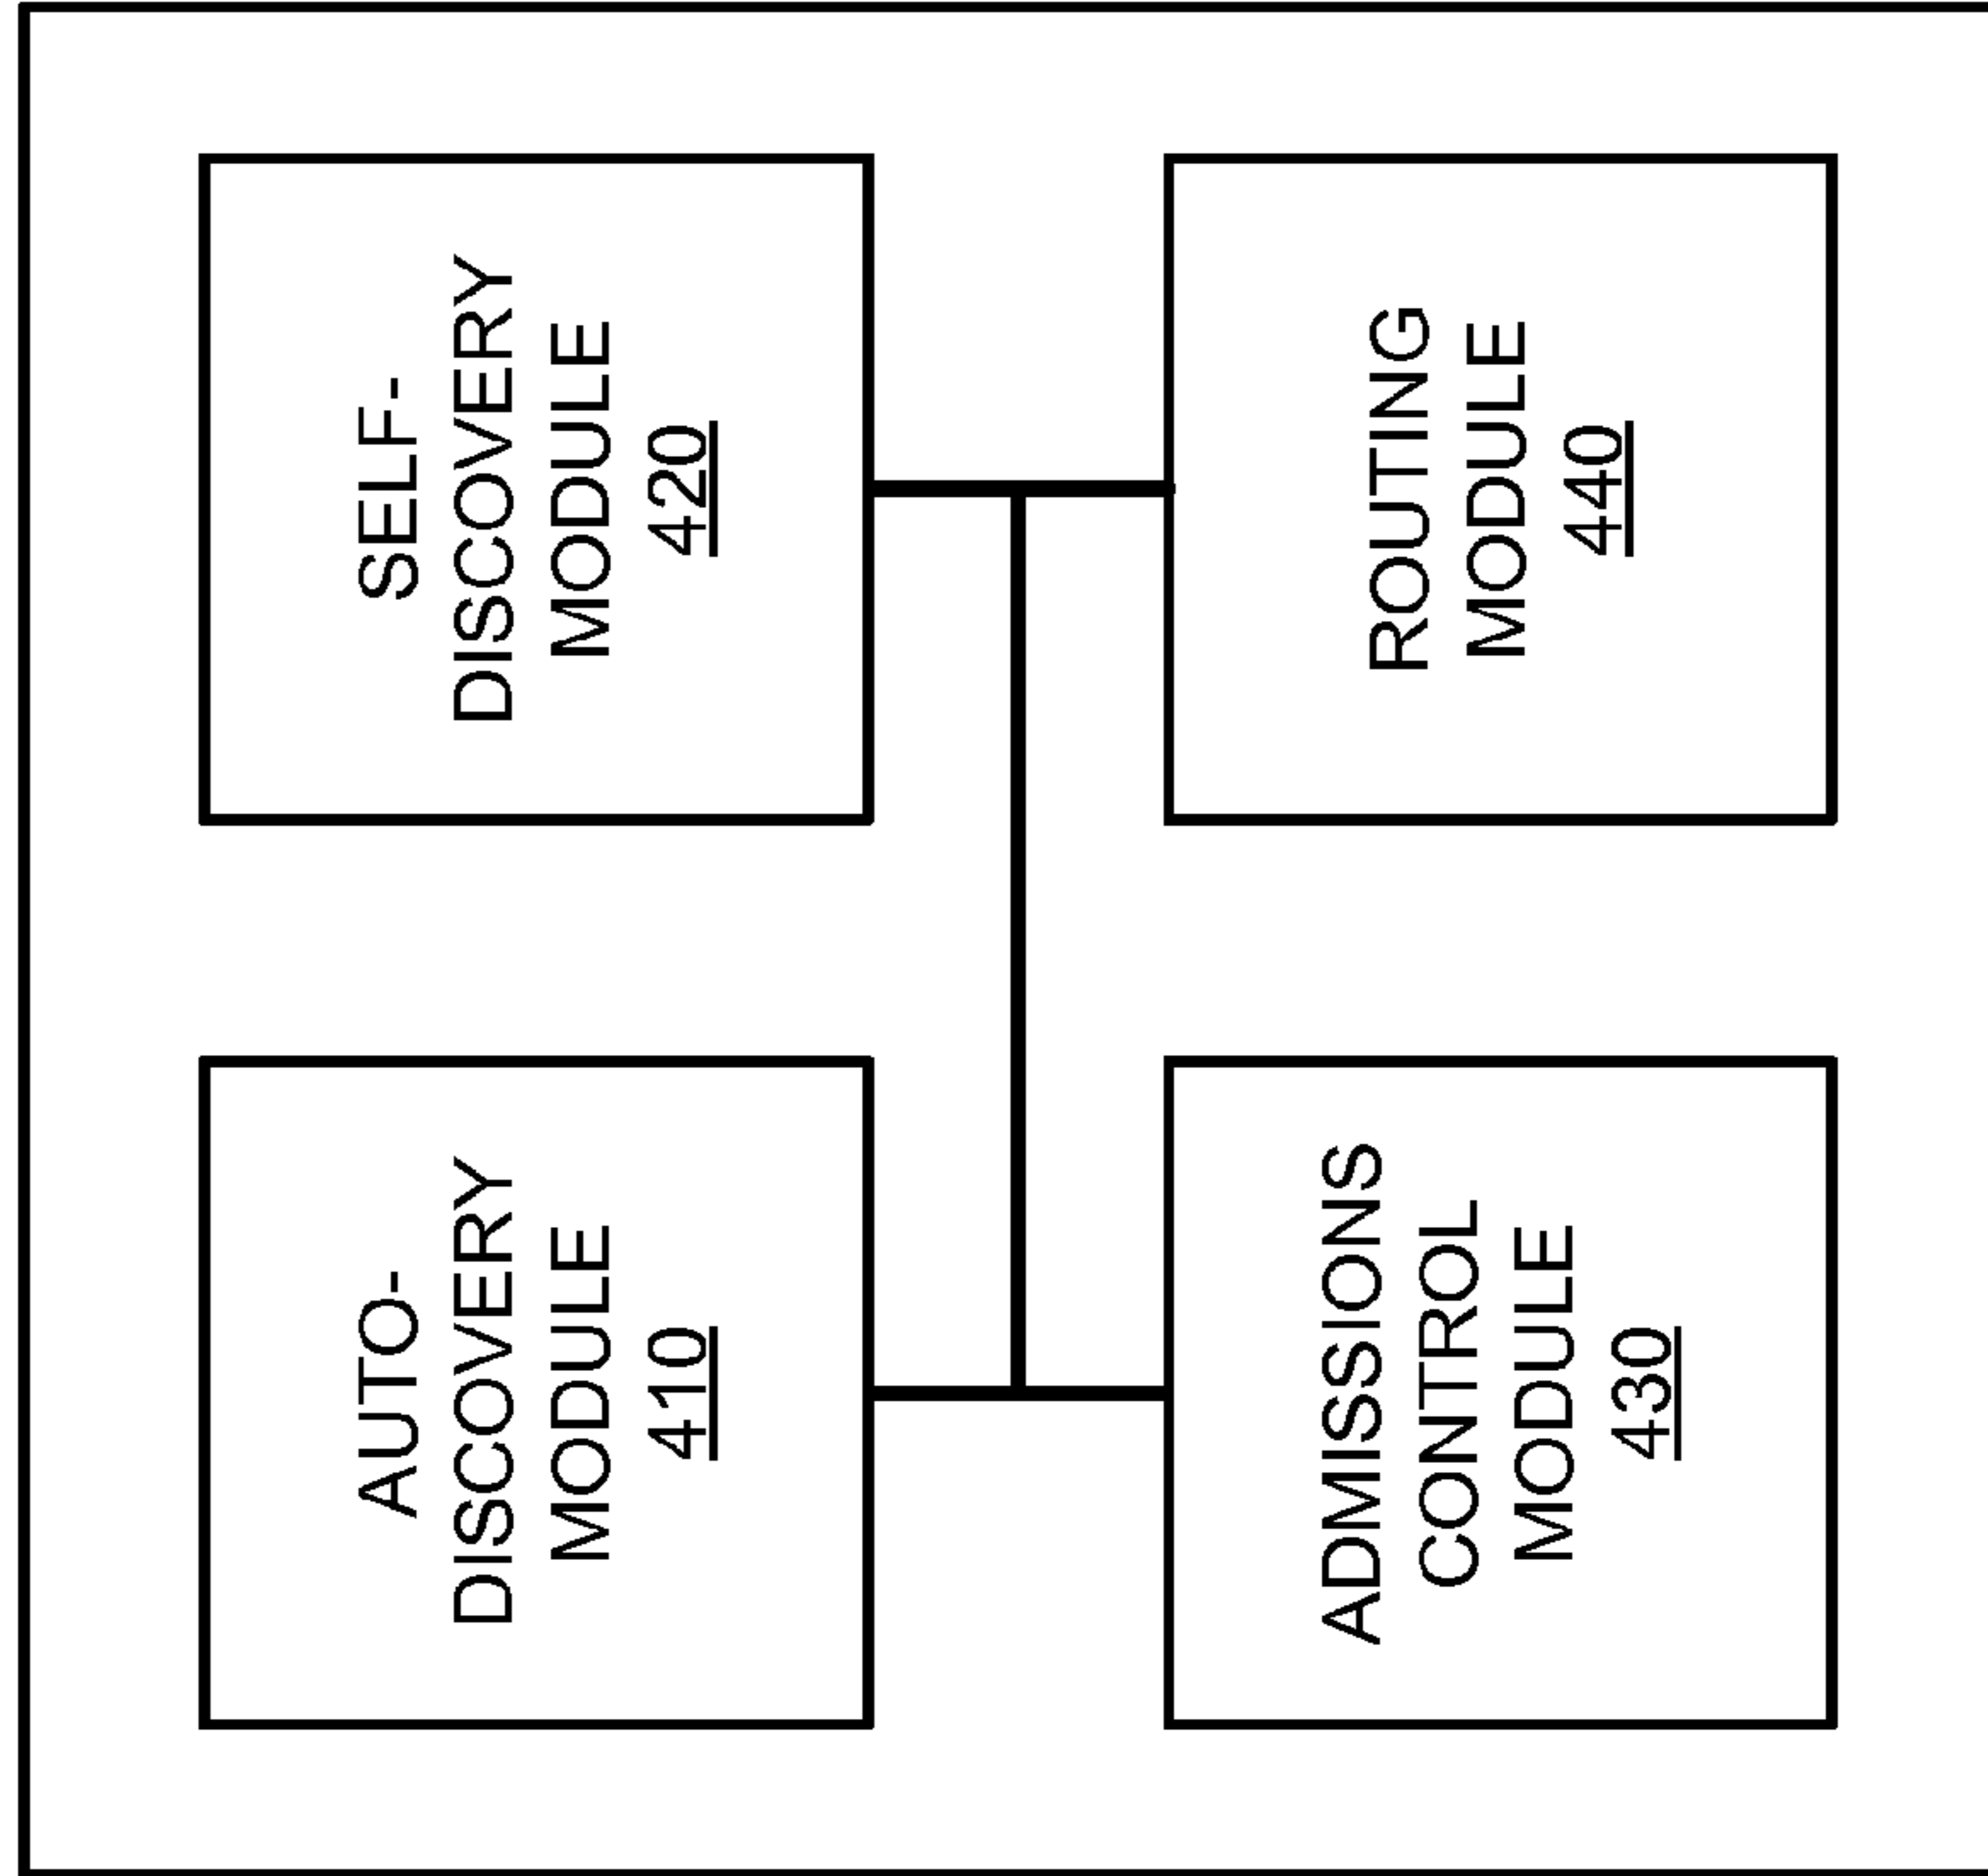 AUTO-
DISCOVERY
MODULE
410
SELF-
DISCOVERY
MODULE
420
ADMISSIONS
CONTROL
MODULE
430
ROUTING
MODULE
440